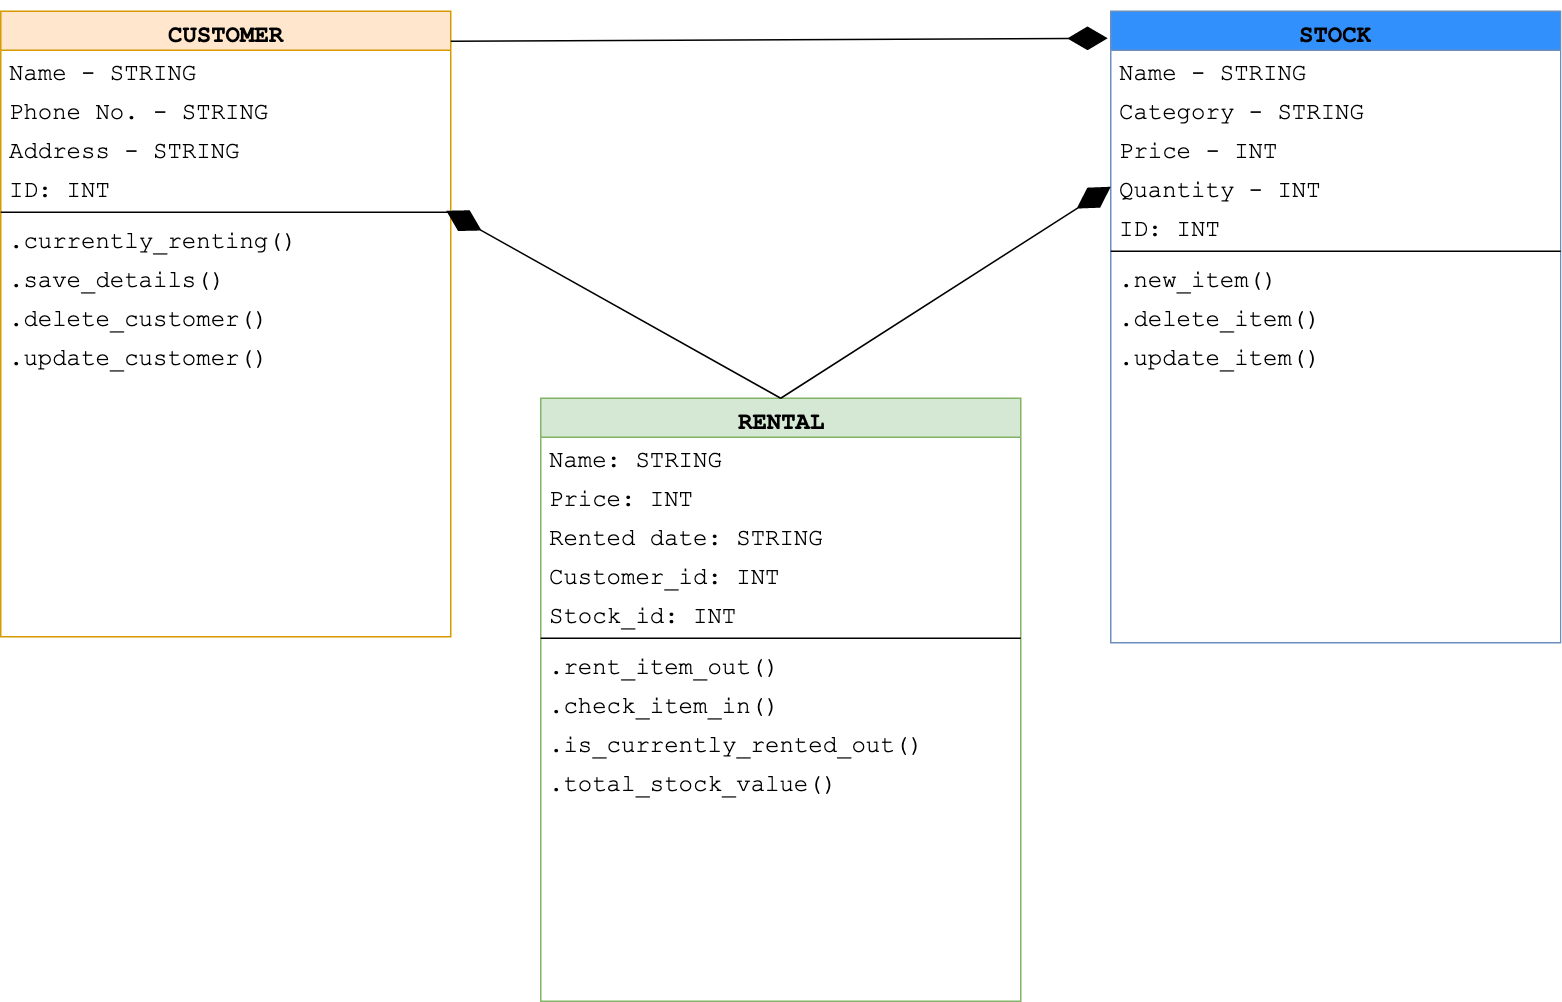 CUSTOMER
Name - STRING
Phone No. - STRING
Address - STRING
ID: INT
.currently_renting()
.save_details()
.delete_customer()
.update_customer()
STOCK
Name - STRING
Category - STRING
Price - INT
Quantity - INT
ID: INT
.new_item()
.delete_item()
.update_item()
RENTAL
Name: STRING
Price: INT
Rented date: STRING
Customer_id: INT
Stock_id: INT
.rent_item_out()
.check_item_in()
.is_currently_rented_out()
.total_stock_value()